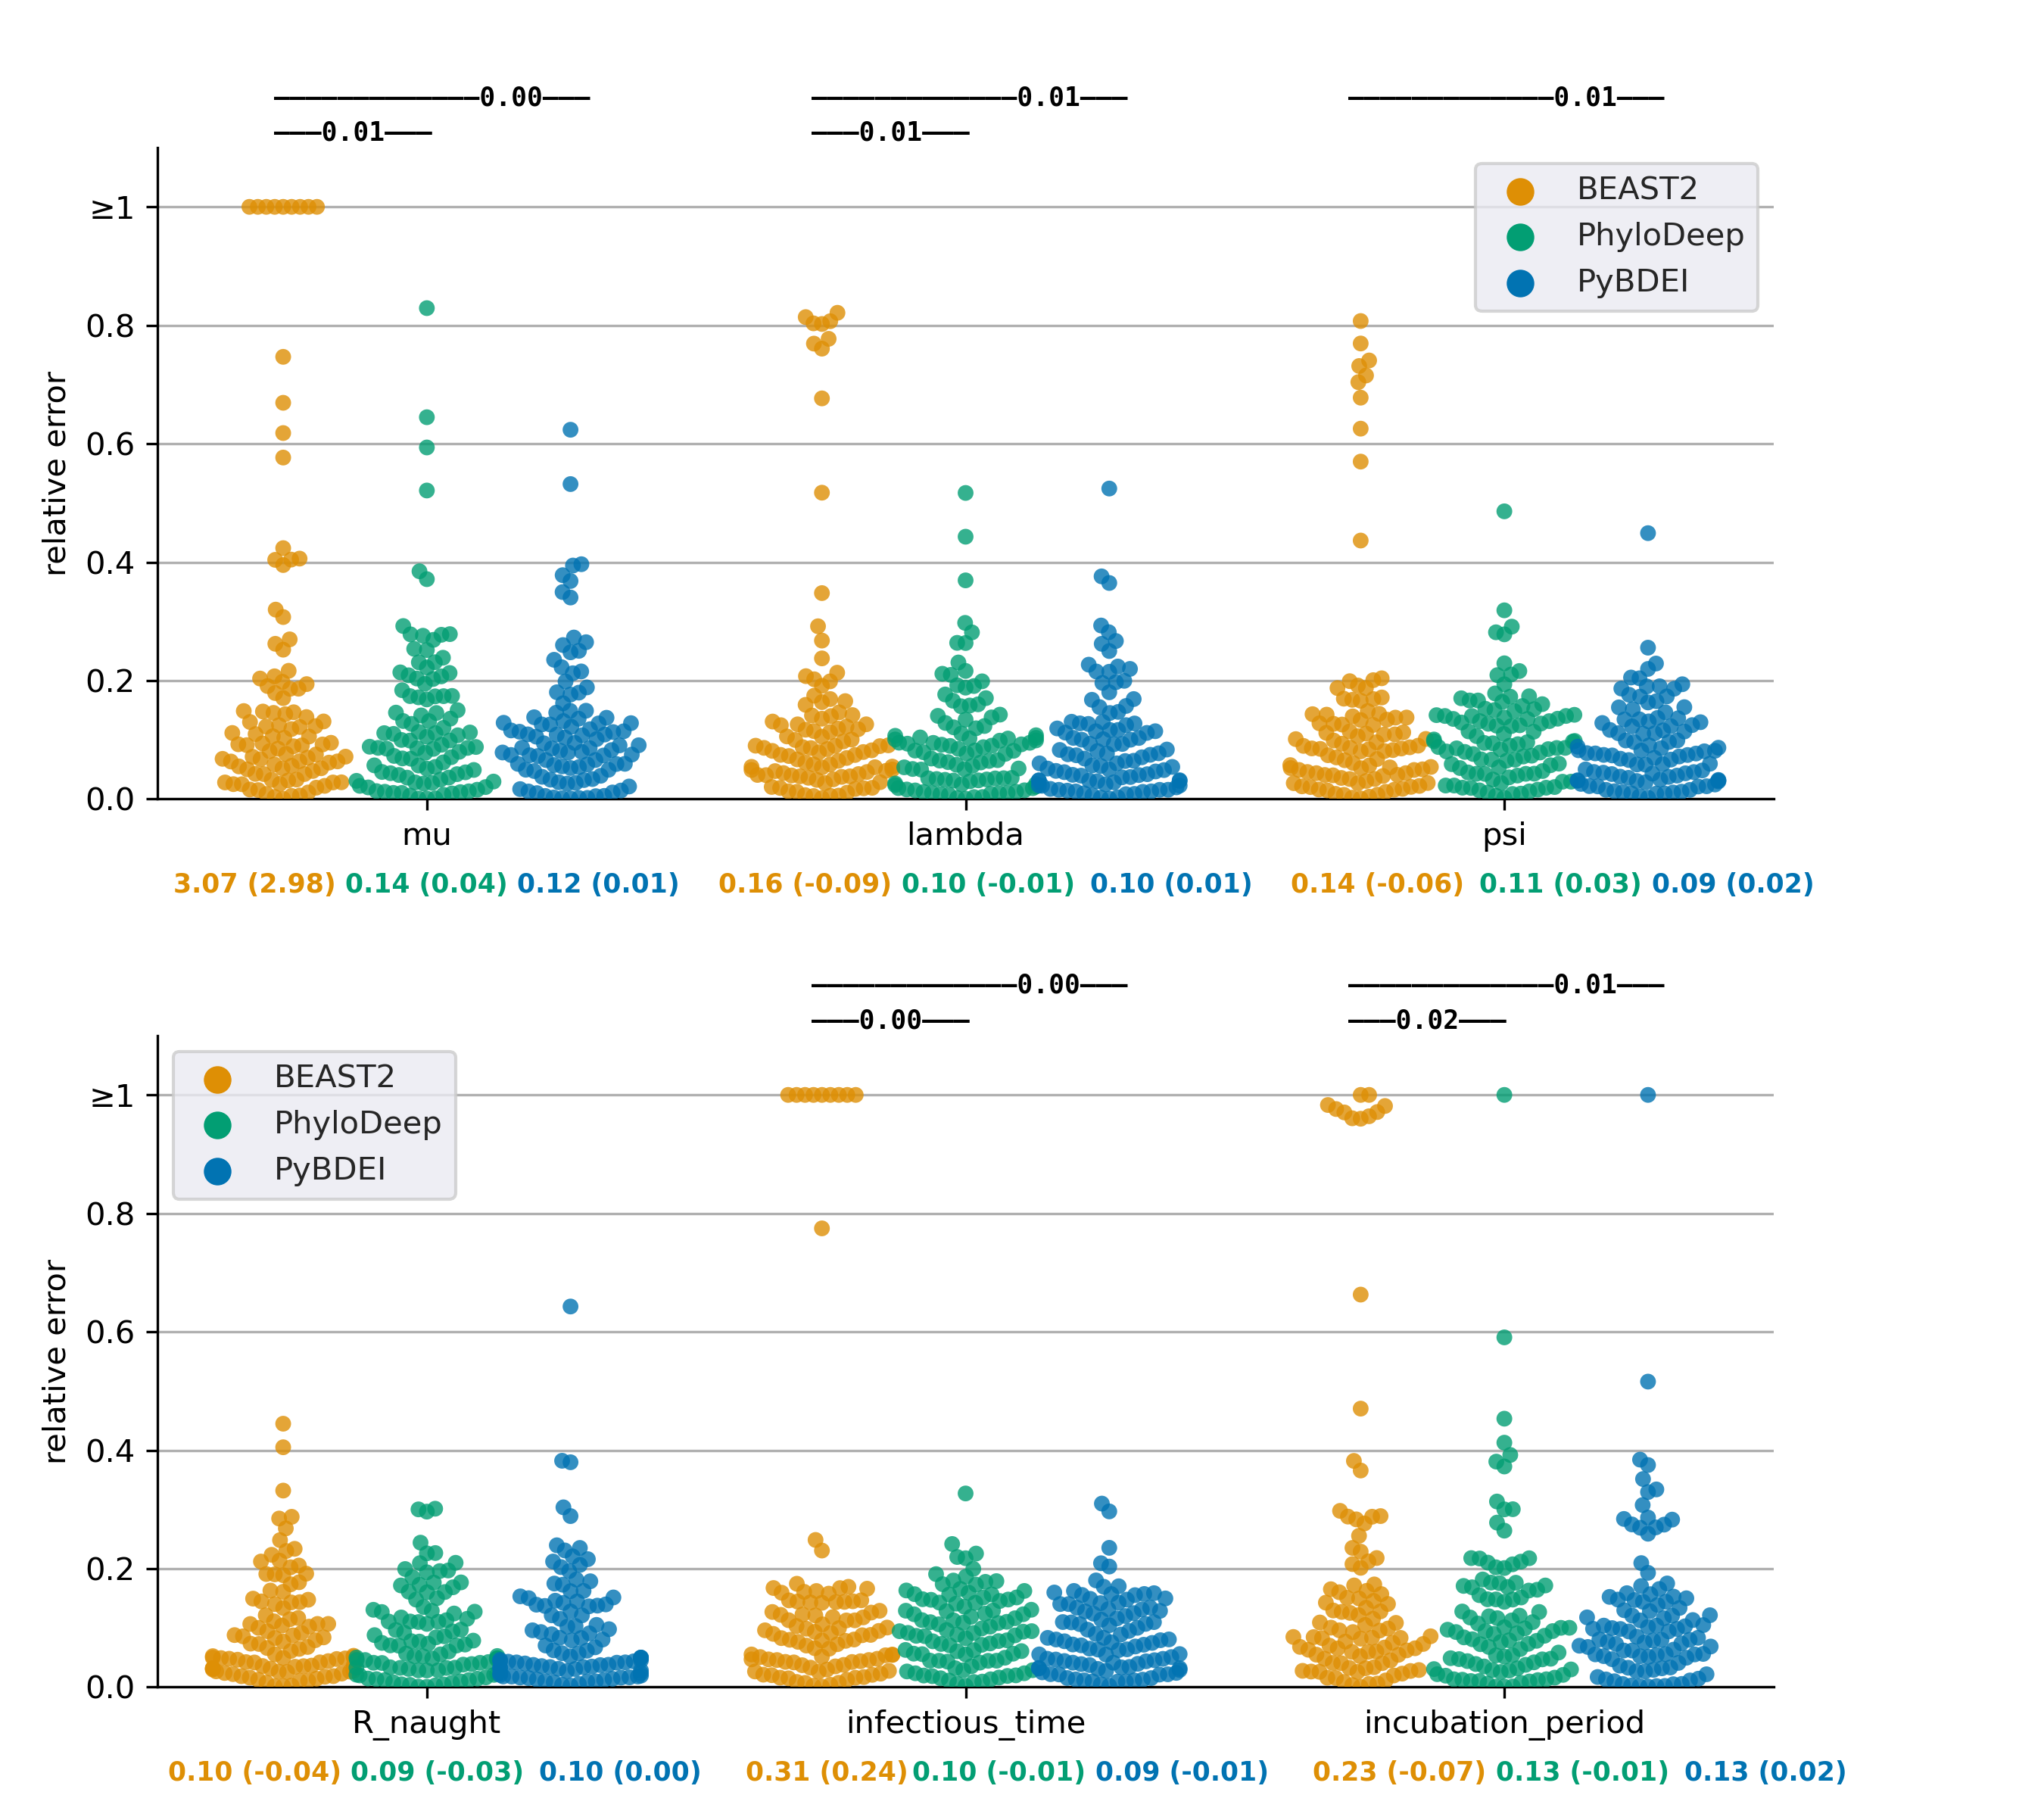 ———0.00———
———0.01———
———0.01———
———0.01———
———0.01———
≥1
0.8
0.6
0.4
0.2
0.0
relative error
BEAST2
PhyloDeep
PyBDEI
mu lambda psi
3.07 (2.98) 0.14 (0.04) 0.12 (0.01) 0.16 (-0.09) 0.10 (-0.01) 0.10 (0.01) 0.14 (-0.06) 0.11 (0.03) 0.09 (0.02)
———0.00———
———0.01———
———0.00———
———0.02———
≥1
0.8
0.6
0.4
0.2
0.0
relative error
BEAST2
PhyloDeep
PyBDEI
R_naught infectious_time incubation_period
0.10 (-0.04) 0.09 (-0.03) 0.10 (0.00) 0.31 (0.24) 0.10 (-0.01) 0.09 (-0.01) 0.23 (-0.07) 0.13 (-0.01) 0.13 (0.02)